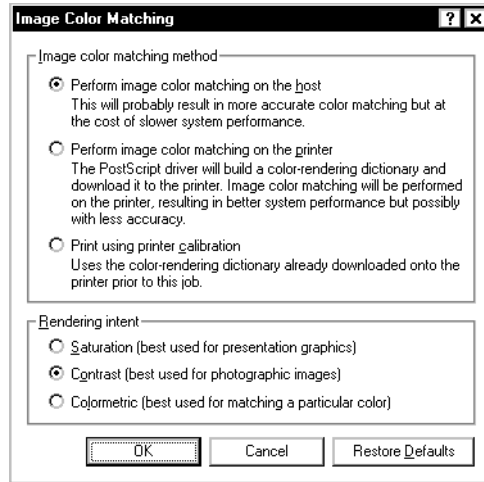 Image Color Matching
Image color matching method
Perform image color matching on the host
This will probably result in more accurate color matching but at
the cost of slower system performance.
Perform image color matching on the printer
The PostScript driver will build a color-rendering dictionary and
download it to the printer. Image color matching will be performed
on the printer, resulting in better system performance but possibly
with less accuracy.
Print using printer calibration
Uses the color-rendering dictionary already downloaded onto the
printer prior to this job.
Rendering intent
Saturation (best used for presentation graphics)
Contrast (best used for photographic images)
Colormetric (best used for matching a particular color)
OK Cancel Restore Defaults